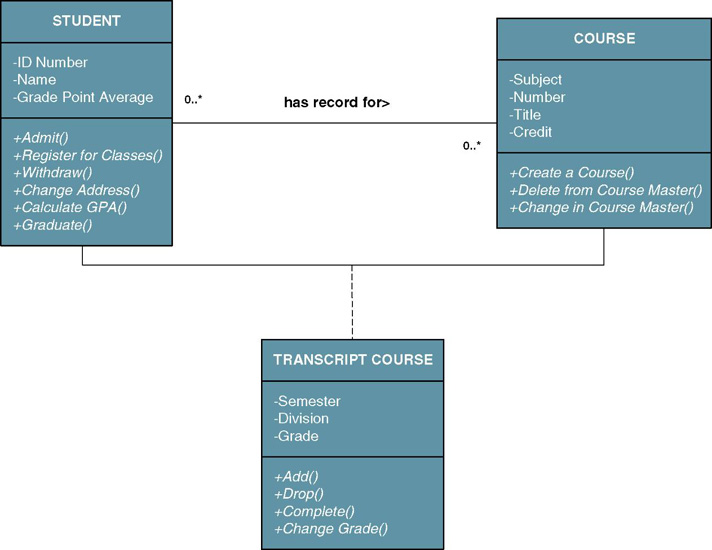 STUDENT
-ID Number
-Name
-Grade Point Average
+Admit()
+Register for Classes()
+Withdraw()
+Change Address()
+Calculate GPA()
+Graduate()
0..*
has record for>
0..*
COURSE
-Subject
-Number
-Title
-Credit
+Create a Course()
+Delete from Course Master()
+Change in Course Master()
TRANSCRIPT COURSE
-Semester
-Division
-Grade
+Add()
+Drop()
+Complete()
+Change Grade()